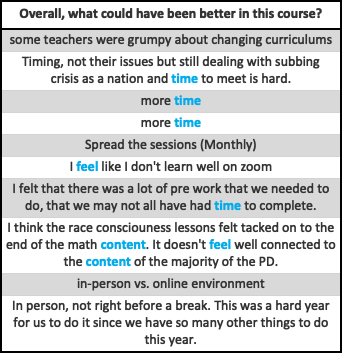 Overall, what could have been better in this course?
some teachers were grumpy about changing curriculums
Timing, not their issues but still dealing with subbing
crisis as a nation and time to meet is hard.
more time
more time
Spread the sessions (Monthly)
I feel like I don't learn well on zoom
I felt that there was a lot of pre work that we needed to
do, that we may not all have had time to complete.
I think the race consciouness lessons felt tacked on to the
end of the math content. It doesn't feel well connected to
the content of the majority of the PD.
in-person vs. online environment
In person, not right before a break. This was a hard year
for us to do it since we have so many other things to do
this year.